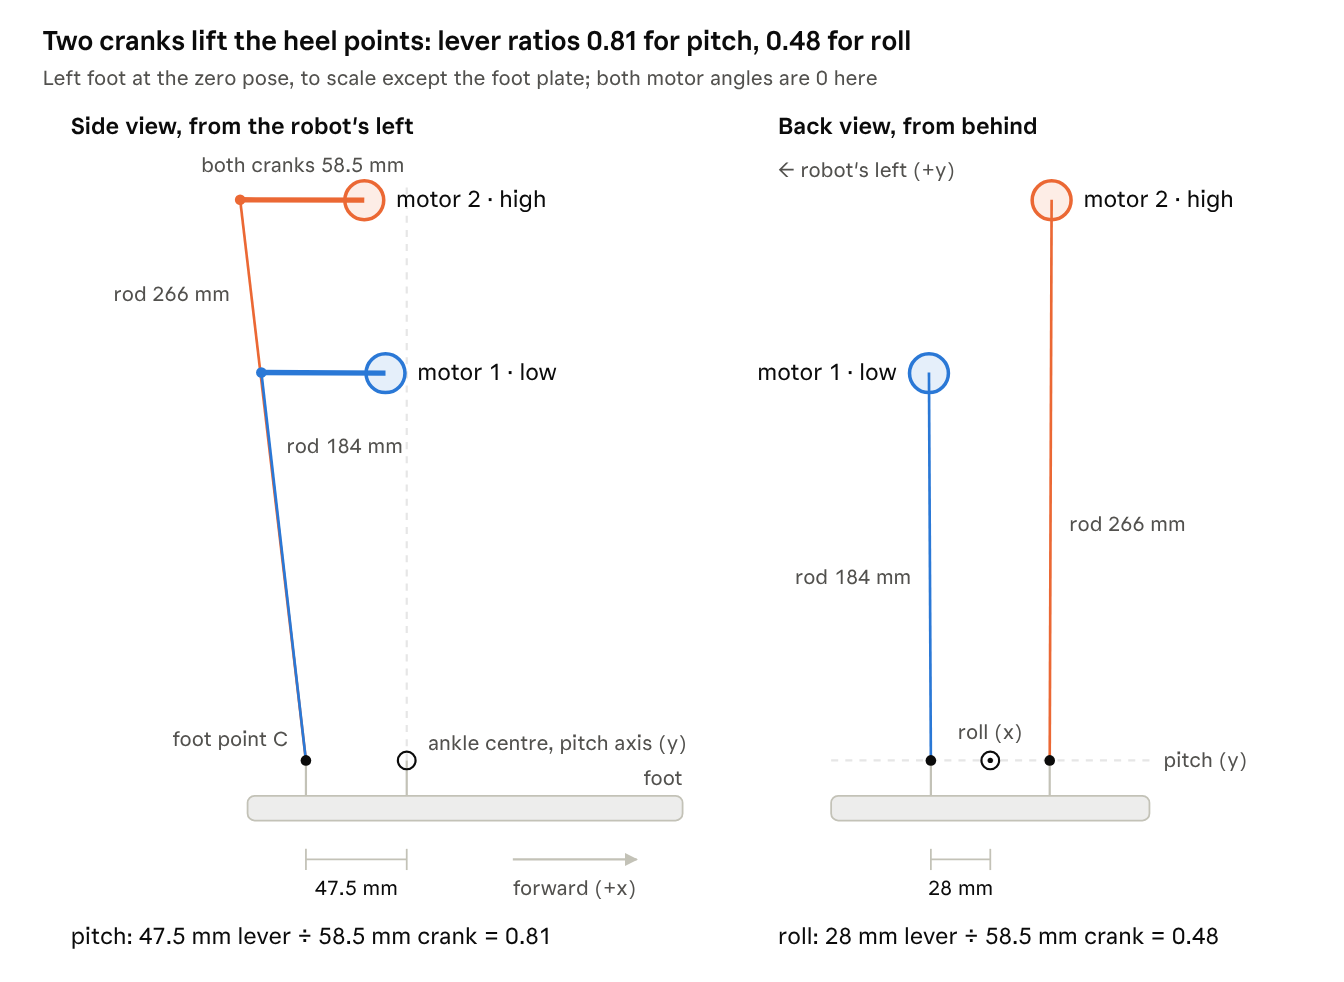 Two cranks lift the heel points: lever ratios 0.81 for pitch, 0.48 for roll
Left foot at the zero pose, to scale except the foot plate; both motor angles are 0 here
Side view, from the robot's left
both cranks 58.5 mm
motor 2 · high
rod 266 mm
motor 1 · low
rod 184 mm
foot point C
ankle centre, pitch axis (y)
foot
47.5 mm
forward (+x)
pitch: 47.5 mm lever ÷ 58.5 mm crank = 0.81
Back view, from behind
← robot's left (+y)
motor 2 · high
motor 1 · low
rod 266 mm
rod 184 mm
roll (x)
pitch (y)
28 mm
roll: 28 mm lever ÷ 58.5 mm crank = 0.48